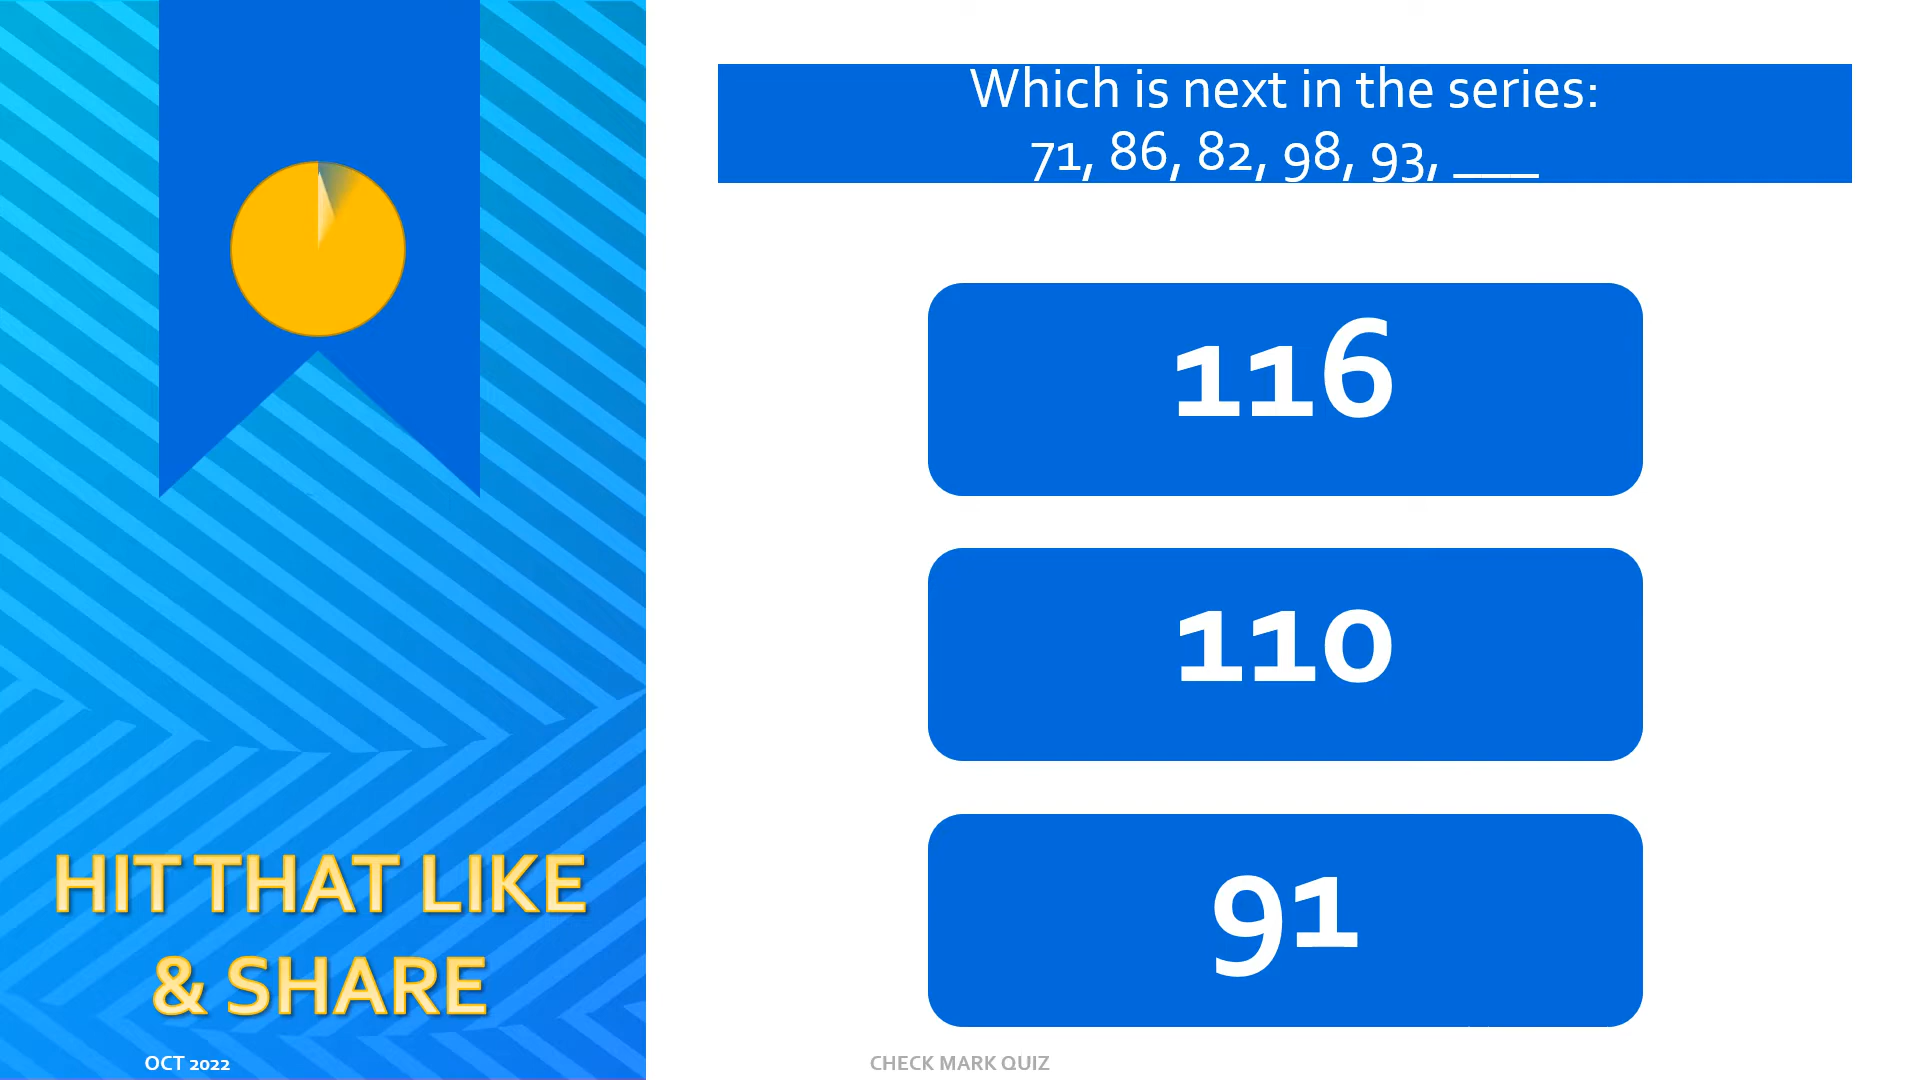 Which is next in the series:
71, 86, 82, 98, 93, ___
116
110
91
HIT THAT LIKE
& SHARE
OCT 2022
CHECK MARK QUIZ